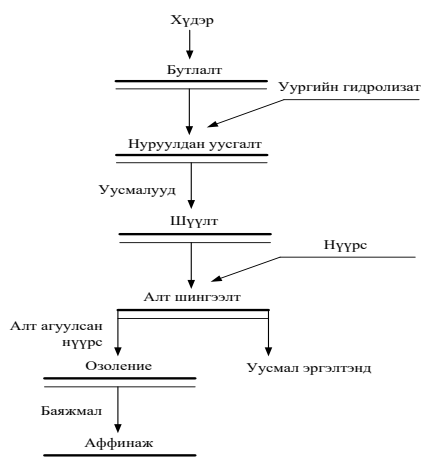 Хүдэр
Бутлалт
Уургийн гидролизат
Нуруулдан уусгалт
Уусмалууд
Шүүлт
Нүүрс
Алт шингээлт
Алт агуулсан
нүүрс
Озоление
Уусмал эргэлтэнд
Баяжмал
Аффинаж